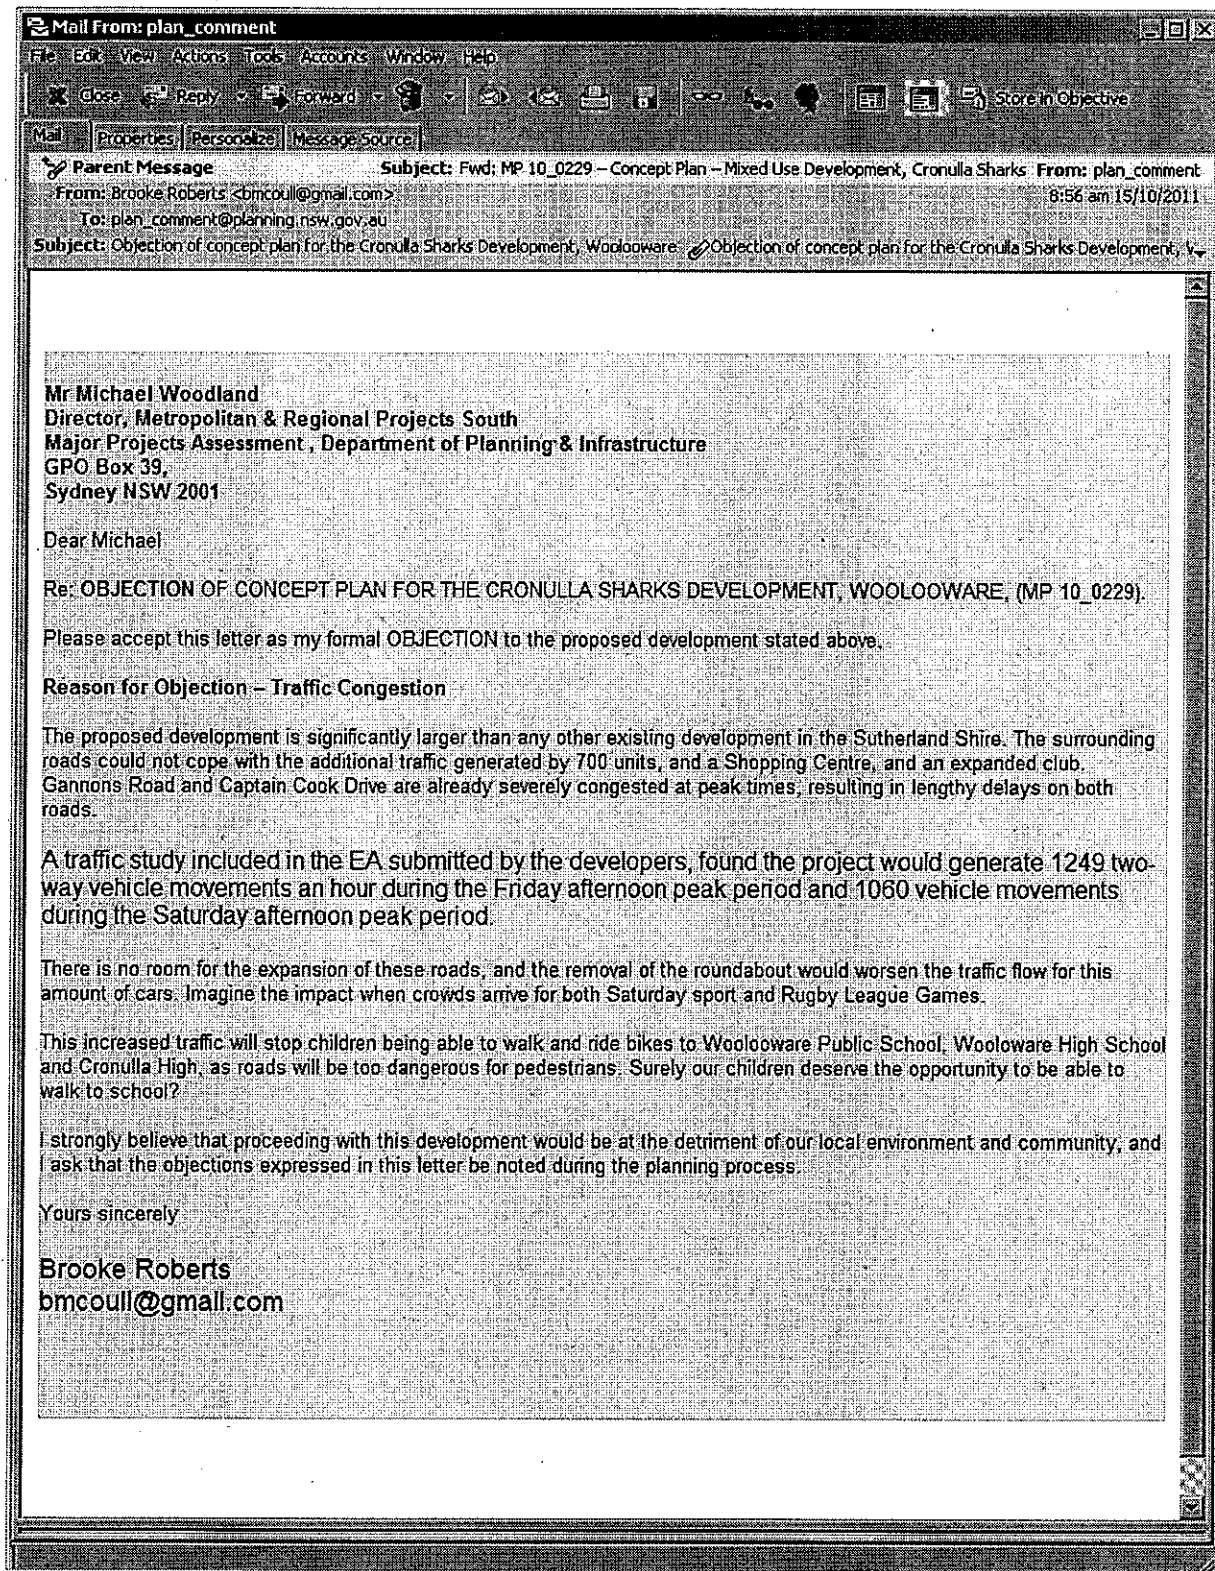 Mail From: plan_comment
File Edit View Actions Tools Accounts Window Help
Close Reply Forward Store in Objective
Mail Properties Personalize Message Source
Parent Message Subject: Fwd: MP 10_0229 – Concept Plan – Mixed Use Development, Cronulla Sharks From: plan_comment
From: Brooke Roberts <bmcoull@gmail.com> 8:56 am 15/10/2011
To: plan_comment@planning.nsw.gov.au
Subject: Objection of concept plan for the Cronulla Sharks Development, Woolooware Objection of concept plan for the Cronulla Sharks Development, V
Mr Michael Woodland
Director, Metropolitan & Regional Projects South
Major Projects Assessment , Department of Planning & Infrastructure
GPO Box 39,
Sydney NSW 2001
Dear Michael
Re: OBJECTION OF CONCEPT PLAN FOR THE CRONULLA SHARKS DEVELOPMENT, WOOLOOWARE, (MP 10_0229).
Please accept this letter as my formal OBJECTION to the proposed development stated above.
Reason for Objection – Traffic Congestion
The proposed development is significantly larger than any other existing development in the Sutherland Shire. The surrounding
roads could not cope with the additional traffic generated by 700 units, and a Shopping Centre, and an expanded club.
Gannons Road and Captain Cook Drive are already severely congested at peak times, resulting in lengthy delays on both
roads.
A traffic study included in the EA submitted by the developers, found the project would generate 1249 two-
way vehicle movements an hour during the Friday afternoon peak period and 1060 vehicle movements
during the Saturday afternoon peak period.
There is no room for the expansion of these roads, and the removal of the roundabout would worsen the traffic flow for this
amount of cars. Imagine the impact when crowds arrive for both Saturday sport and Rugby League Games.
This increased traffic will stop children being able to walk and ride bikes to Woolooware Public School, Wooloware High School
and Cronulla High, as roads will be too dangerous for pedestrians. Surely our children deserve the opportunity to be able to
walk to school?
I strongly believe that proceeding with this development would be at the detriment of our local environment and community, and
I ask that the objections expressed in this letter be noted during the planning process.
Yours sincerely
Brooke Roberts
bmcoull@gmail.com